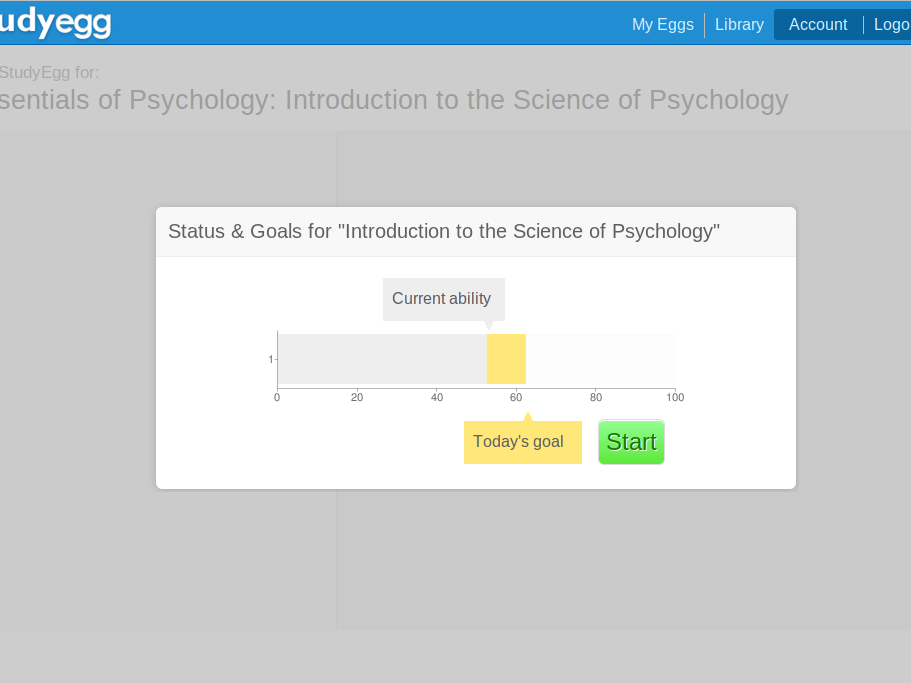 udyegg
My Eggs Library Account Logo
StudyEgg for:
sentials of Psychology: Introduction to the Science of Psychology
Status & Goals for "Introduction to the Science of Psychology"
Current ability
1
0 20 40 60 80 100
Today's goal
Start